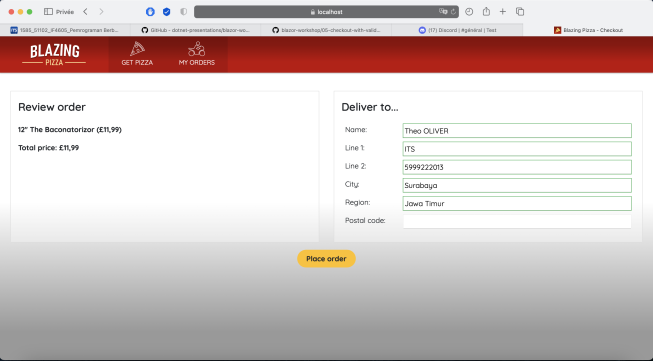 Privée
localhost
1585_S1102_IF4605_Pemrograman Berb...
GitHub - dotnet-presentations/blazor-wo...
blazor-workshop/05-checkout-with-valid...
(17) Discord | #général | Test
Blazing Pizza - Checkout
BLAZING
PIZZA
GET PIZZA
MY ORDERS
Review order
12" The Baconatorizor (£11,99)
Total price: £11,99
Deliver to...
Name: Theo OLIVER
Line 1: ITS
Line 2: 5999222013
City: Surabaya
Region: Jawa Timur
Postal code:
Place order